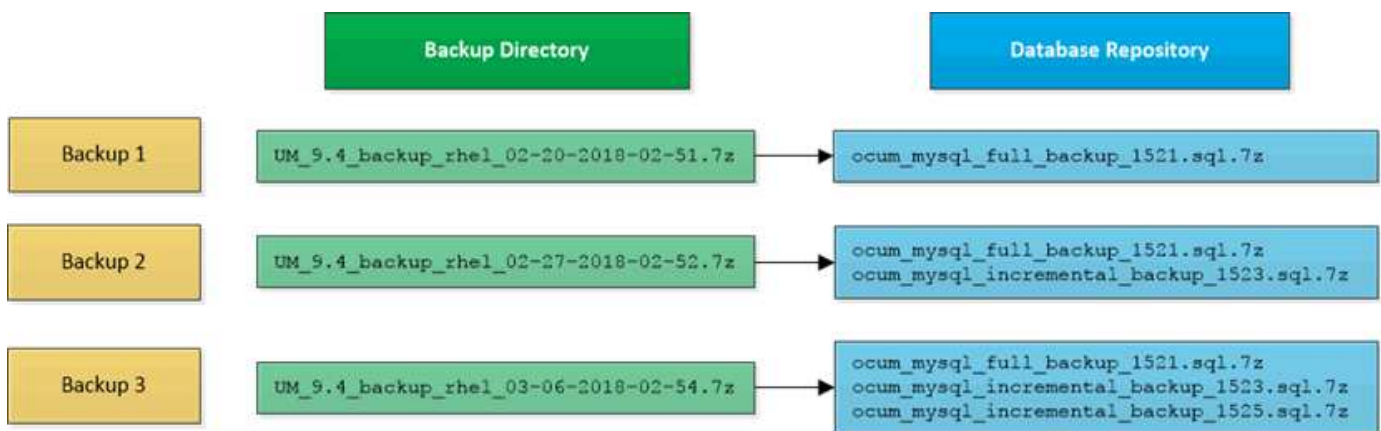 Backup Directory
Database Repository
Backup 1
UM_9.4_backup_rhel_02-20-2018-02-51.7z
ocum_mysql_full_backup_1521.sql.7z
Backup 2
UM_9.4_backup_rhel_02-27-2018-02-52.7z
ocum_mysql_full_backup_1521.sql.7z
ocum_mysql_incremental_backup_1523.sql.7z
Backup 3
UM_9.4_backup_rhel_03-06-2018-02-54.7z
ocum_mysql_full_backup_1521.sql.7z
ocum_mysql_incremental_backup_1523.sql.7z
ocum_mysql_incremental_backup_1525.sql.7z